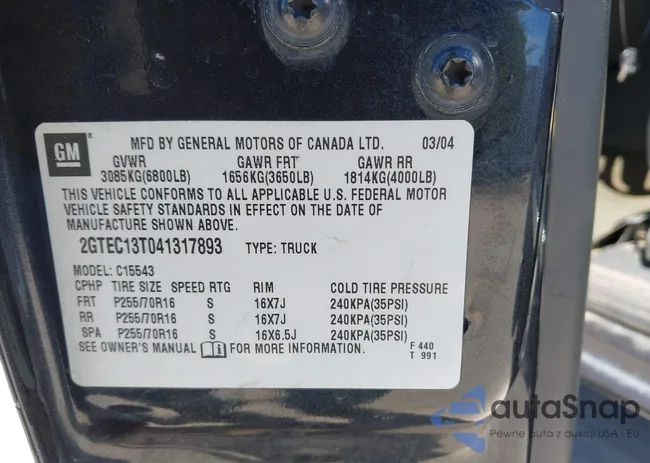 GM MFD BY GENERAL MOTORS OF CANADA LTD. 03/04
GVWR GAWR FRT GAWR RR
3085KG(6800LB) 1656KG(3650LB) 1814KG(4000LB)
THIS VEHICLE CONFORMS TO ALL APPLICABLE U.S. FEDERAL MOTOR
VEHICLE SAFETY STANDARDS IN EFFECT ON THE DATE OF
MANUFACTURE SHOWN ABOVE.
2GTEC13T041317893 TYPE: TRUCK
MODEL: C15543
CPHP TIRE SIZE SPEED RTG RIM COLD TIRE PRESSURE
FRT P255/70R16 S 16X7J 240KPA(35PSI)
RR P255/70R16 S 16X7J 240KPA(35PSI)
SPA P255/70R16 S 16X6.5J 240KPA(35PSI)
SEE OWNER'S MANUAL i FOR MORE INFORMATION. F 440
T 991
autaSnap
Pewne auta z aukcji USA - EU